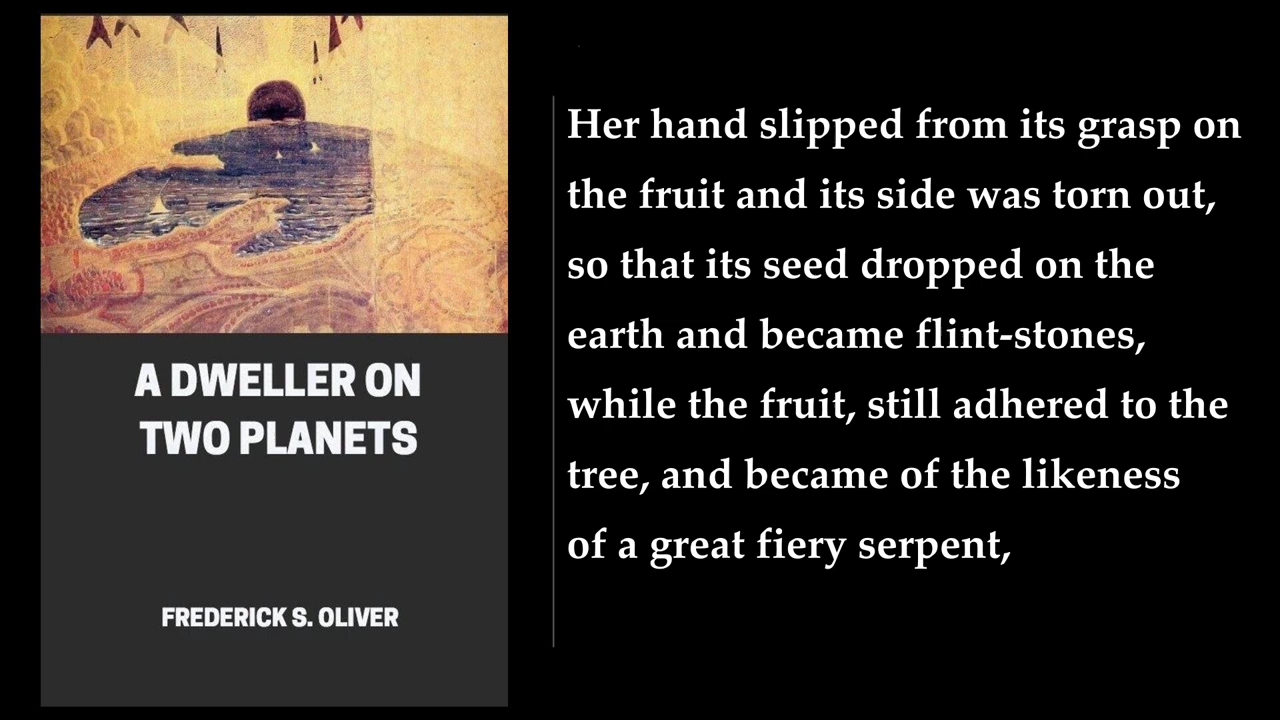 A DWELLER ON
TWO PLANETS
FREDERICK S. OLIVER
Her hand slipped from its grasp on
the fruit and its side was torn out,
so that its seed dropped on the
earth and became flint-stones,
while the fruit, still adhered to the
tree, and became of the likeness
of a great fiery serpent,